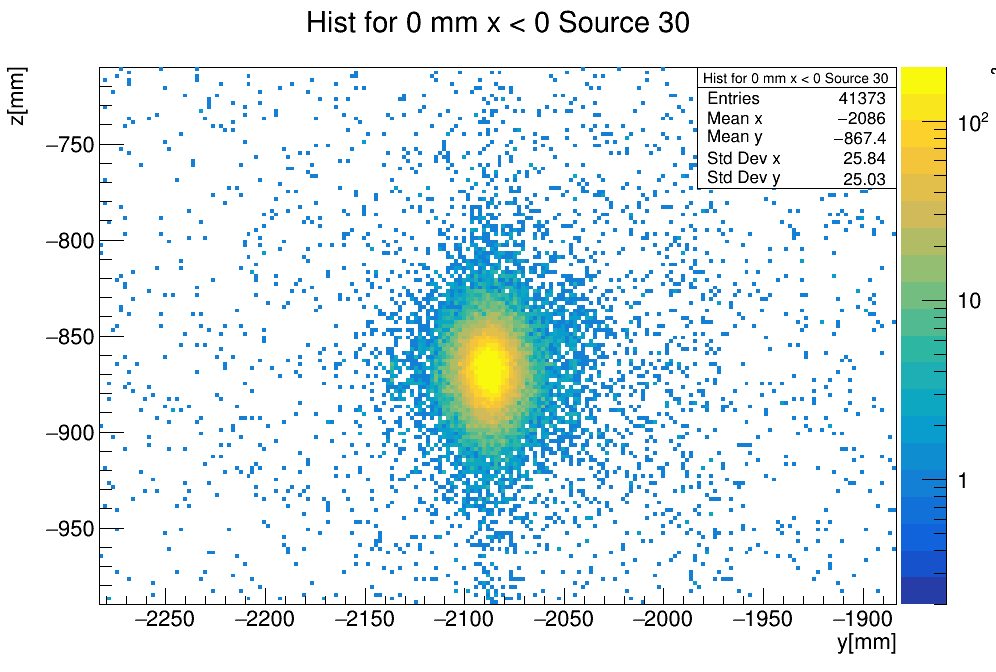 Hist for 0 mm x < 0 Source 30
z[mm]
Hist for 0 mm x < 0 Source 30
Entries 41373
Mean x −2086
Mean y −867.4
Std Dev x 25.84
Std Dev y 25.03
−750
−800
−850
−900
−950
10²
10
1
−2250 −2200 −2150 −2100 −2050 −2000 −1950 −1900
y[mm]